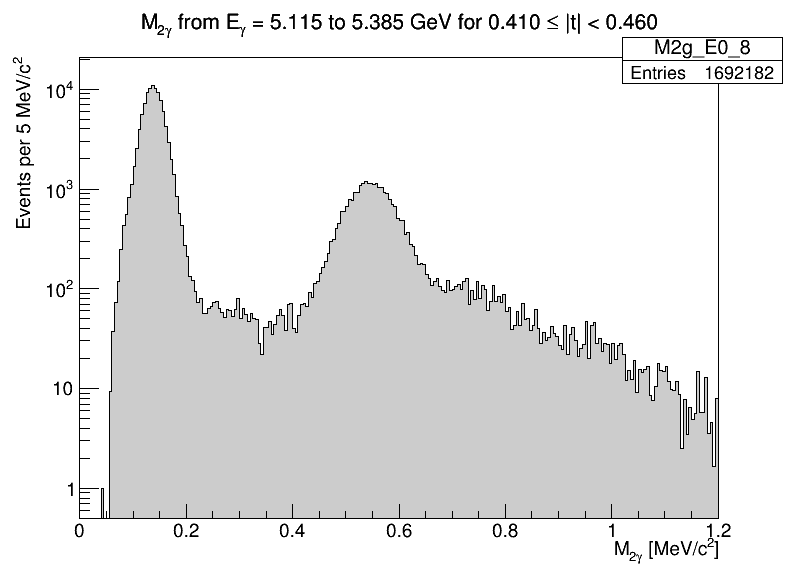 M2γ from Eγ = 5.115 to 5.385 GeV for 0.410 ≤ |t| < 0.460
M2g_E0_8
Entries 1692182
Events per 5 MeV/c²
10⁴
10³
10²
10
1
0 0.2 0.4 0.6 0.8 1 1.2
M2γ [MeV/c²]